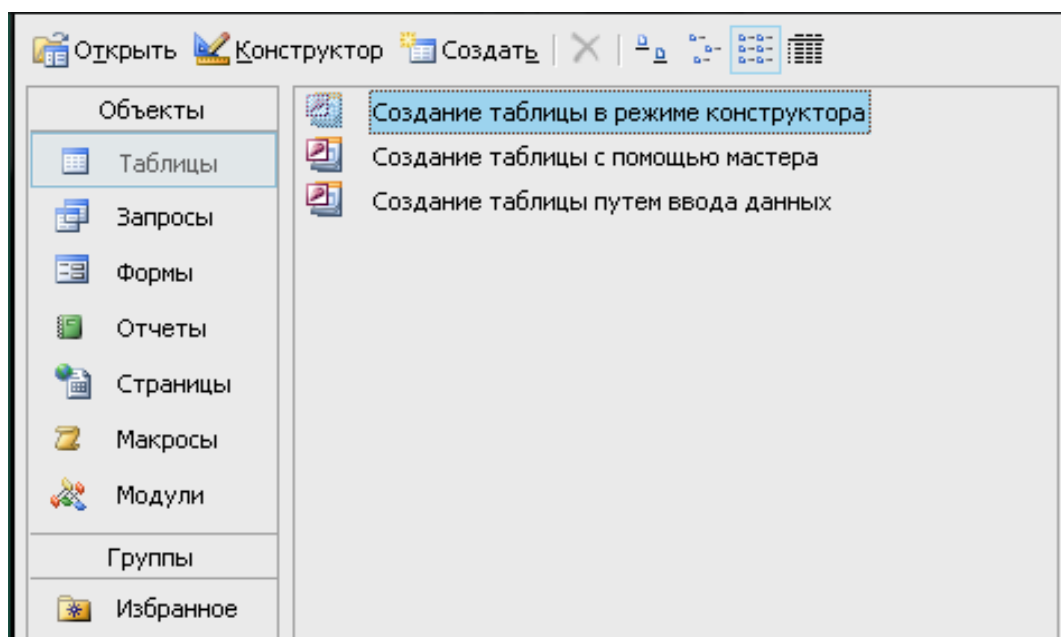 Открыть Конструктор Создать
Объекты
Таблицы
Запросы
Формы
Отчеты
Страницы
Макросы
Модули
Группы
Избранное
Создание таблицы в режиме конструктора
Создание таблицы с помощью мастера
Создание таблицы путем ввода данных